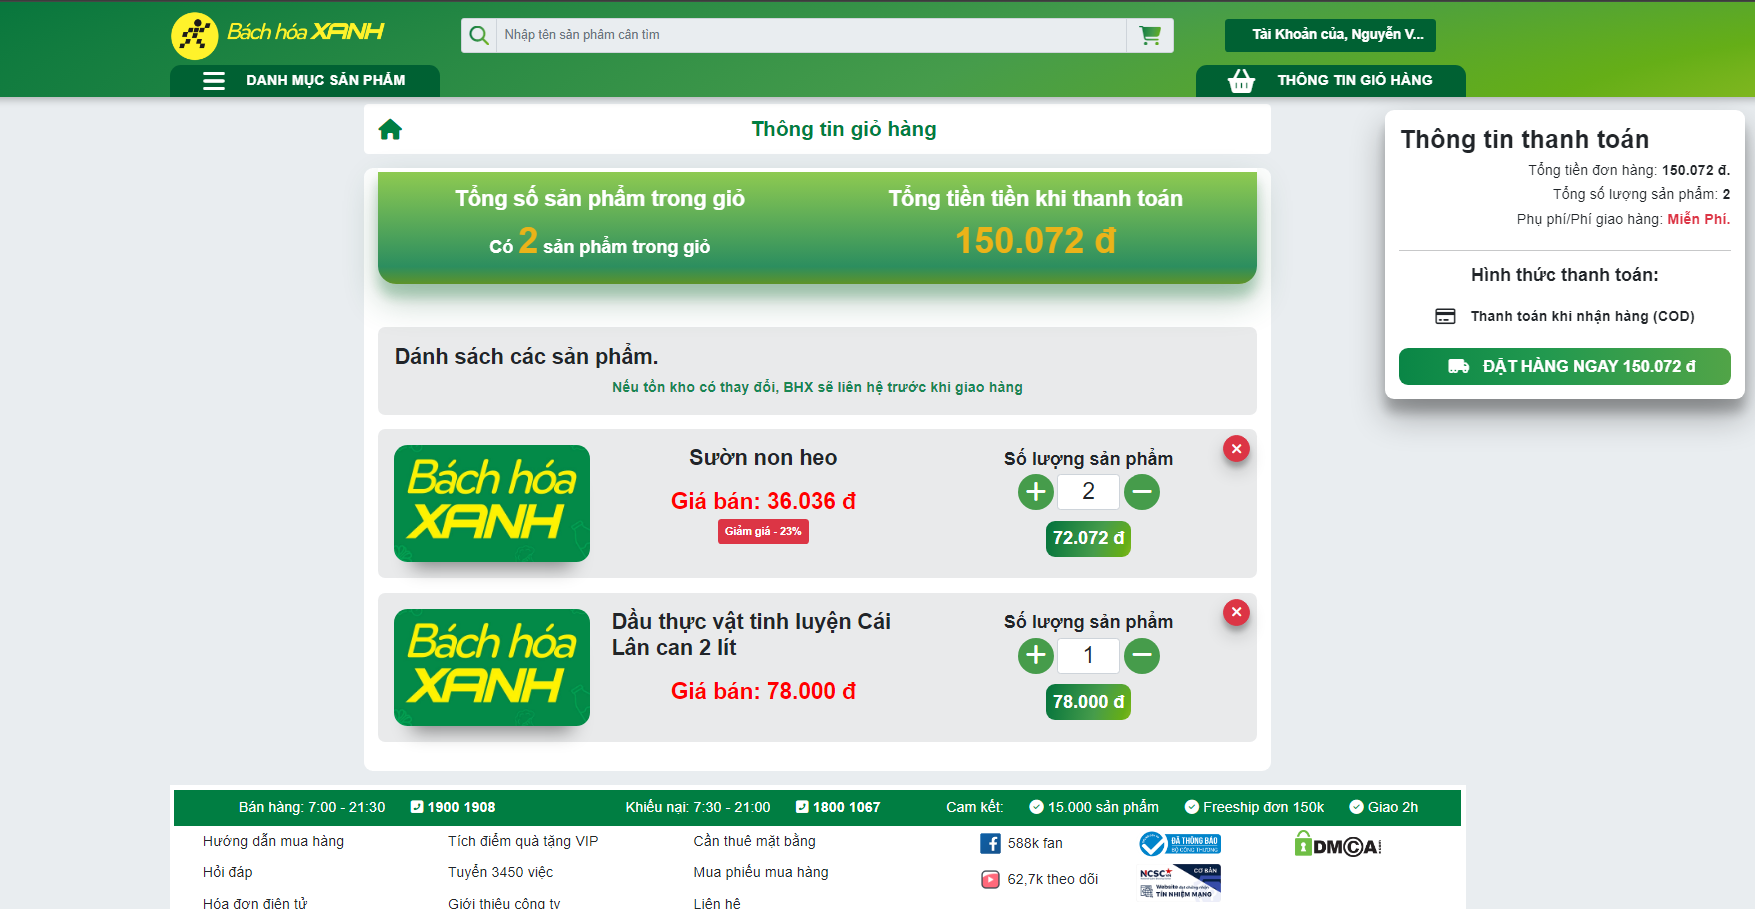 Bách hóa XANH
Nhập tên sản phẩm cần tìm
Tài Khoản của, Nguyễn V...
DANH MỤC SẢN PHẨM
THÔNG TIN GIỎ HÀNG
Thông tin giỏ hàng
Tổng số sản phẩm trong giỏ
Có 2 sản phẩm trong giỏ
Tổng tiền tiền khi thanh toán
150.072 đ
Thông tin thanh toán
Tổng tiền đơn hàng: 150.072 đ.
Tổng số lượng sản phẩm: 2
Phụ phí/Phí giao hàng: Miễn Phí.
Hình thức thanh toán:
Thanh toán khi nhận hàng (COD)
ĐẶT HÀNG NGAY 150.072 đ
Dánh sách các sản phẩm.
Nếu tồn kho có thay đổi, BHX sẽ liên hệ trước khi giao hàng
Bách hóa
XANH
Sườn non heo
Giá bán: 36.036 đ
Giảm giá - 23%
Số lượng sản phẩm
2
72.072 đ
Bách hóa
XANH
Dầu thực vật tinh luyện Cái
Lân can 2 lít
Giá bán: 78.000 đ
Số lượng sản phẩm
1
78.000 đ
Bán hàng: 7:00 - 21:30 1900 1908 Khiếu nại: 7:30 - 21:00 1800 1067 Cam kết: 15.000 sản phẩm Freeship đơn 150k Giao 2h
Hướng dẫn mua hàng
Hỏi đáp
Hóa đơn điện tử
Tích điểm quà tặng VIP
Tuyển 3450 việc
Giới thiệu công ty
Cần thuê mặt bằng
Mua phiếu mua hàng
Liên hệ
588k fan
62,7k theo dõi
ĐÃ THÔNG BÁO
BỘ CÔNG THƯƠNG
DMCA
NCSC
CƠ BẢN
TÍN NHIỆM MẠNG